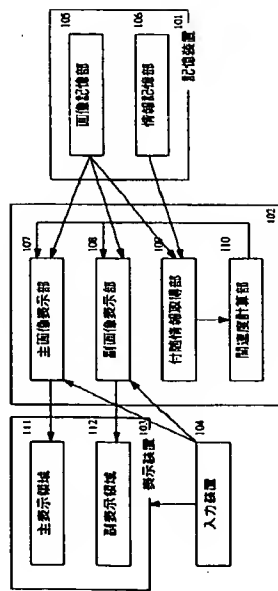 105
画像記憶部
106
情報記憶部
101
記憶装置
107
主画像表示部
108
副画像表示部
109
付随情報取得部
110
関連度計算部
102
111
主表示領域
112
副表示領域
103
表示装置
104
入力装置